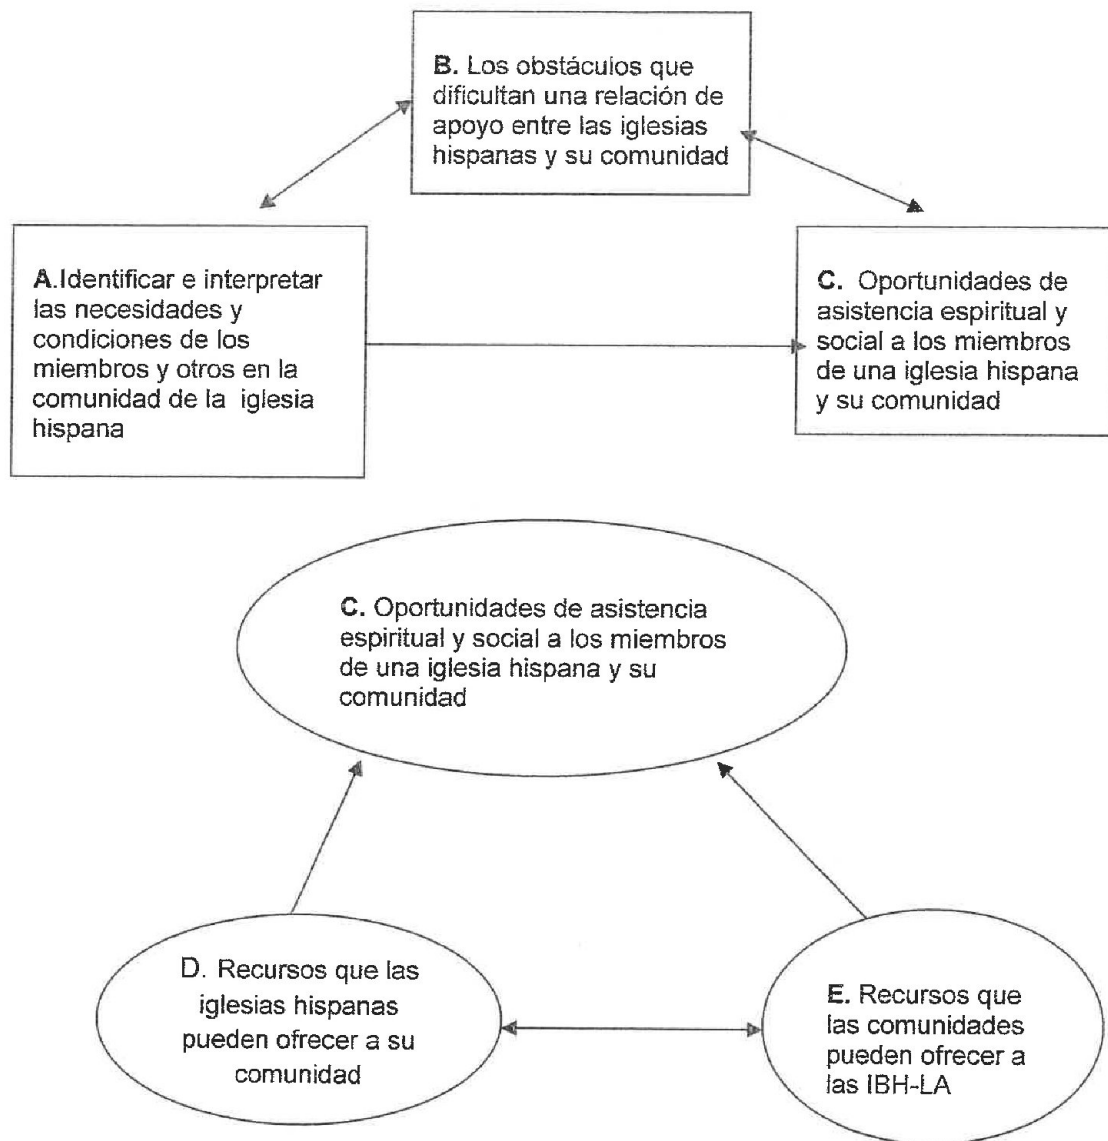 B. Los obstáculos que
dificultan una relación de
apoyo entre las iglesias
hispanas y su comunidad
A.Identificar e interpretar
las necesidades y
condiciones de los
miembros y otros en la
comunidad de la iglesia
hispana
C. Oportunidades de
asistencia espiritual y
social a los miembros
de una iglesia hispana
y su comunidad
C. Oportunidades de asistencia
espiritual y social a los miembros
de una iglesia hispana y su
comunidad
D. Recursos que las
iglesias hispanas
pueden ofrecer a su
comunidad
E. Recursos que
las comunidades
pueden ofrecer a
las IBH-LA